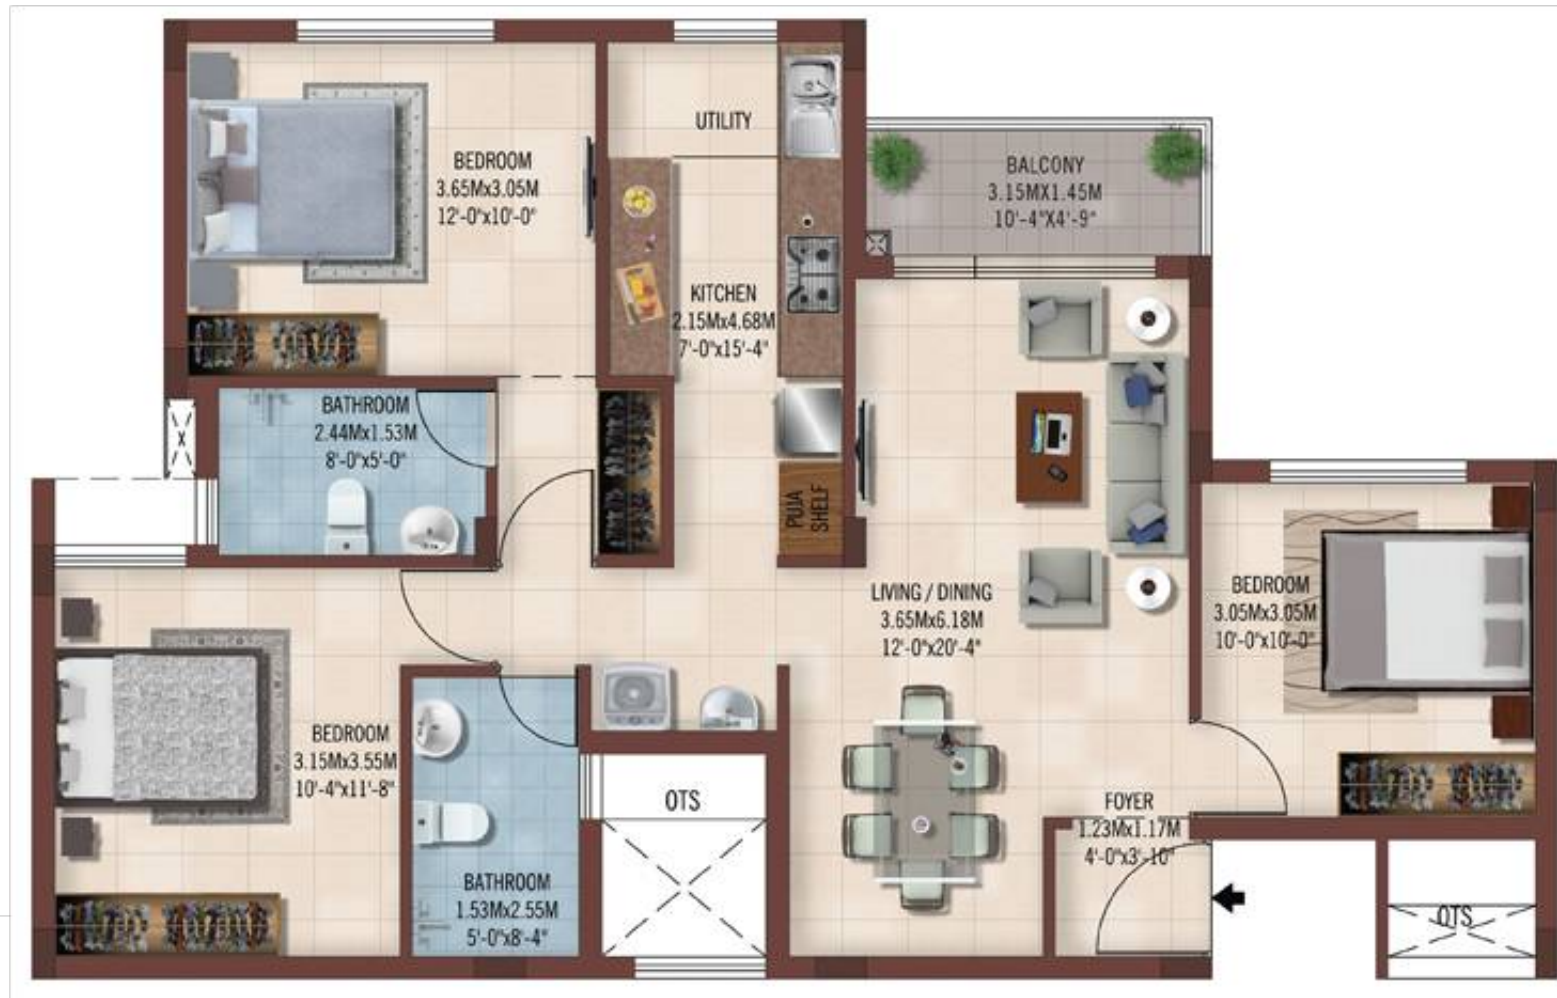 UTILITY
BEDROOM
3.65Mx3.05M
12'-0"x10'-0"
BALCONY
3.15MX1.45M
10'-4"X4'-9"
KITCHEN
2.15Mx4.68M
7'-0"x15'-4"
BATHROOM
2.44Mx1.53M
8'-0"x5'-0"
PUJA
SHELF
LIVING / DINING
3.65Mx6.18M
12'-0"x20'-4"
BEDROOM
3.05Mx3.05M
10'-0"x10'-0"
BEDROOM
3.15Mx3.55M
10'-4"x11'-8"
OTS
FOYER
1.23Mx1.17M
4'-0"x3'-10"
BATHROOM
1.53Mx2.55M
5'-0"x8'-4"
OTS